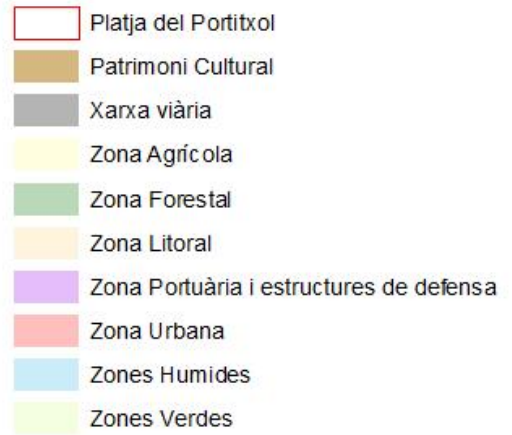 Platja del Portitxol
Patrimoni Cultural
Xarxa viària
Zona Agrícola
Zona Forestal
Zona Litoral
Zona Portuària i estructures de defensa
Zona Urbana
Zones Humides
Zones Verdes